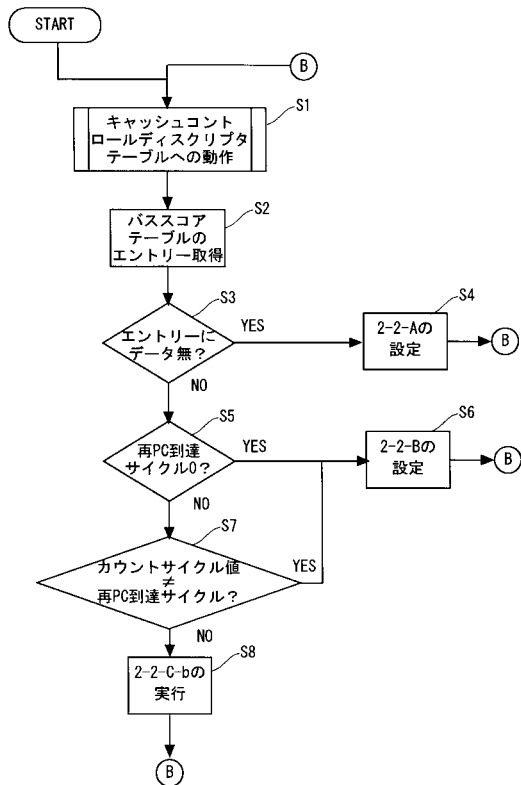 START
B
S1
キャッシュコント
ロールディスクリプタ
テーブルへの動作
S2
バススコア
テーブルの
エントリー取得
S3
エントリーに
データ無?
YES
NO
S4
2-2-Aの
設定
B
S5
再PC到達
サイクル0?
YES
NO
S6
2-2-Bの
設定
B
S7
カウントサイクル値
≠
再PC到達サイクル?
YES
NO
S8
2-2-C-bの
実行
B